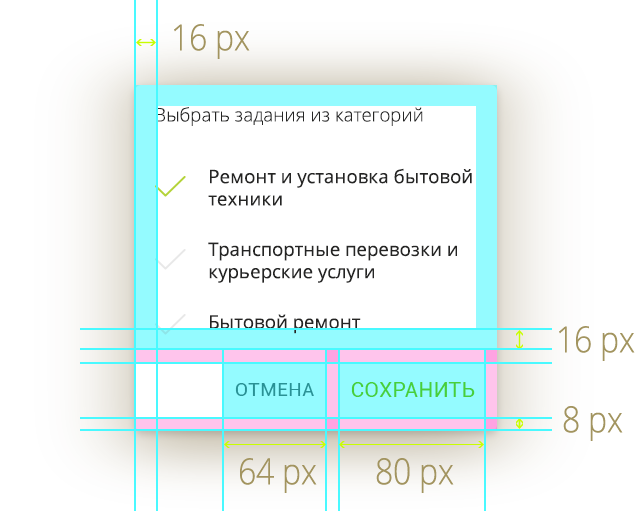 16 px
Выбрать задания из категорий
Ремонт и установка бытовой
техники
Транспортные перевозки и
курьерские услуги
Бытовой ремонт
16 px
ОТМЕНА
СОХРАНИТЬ
8 px
64 px
80 px